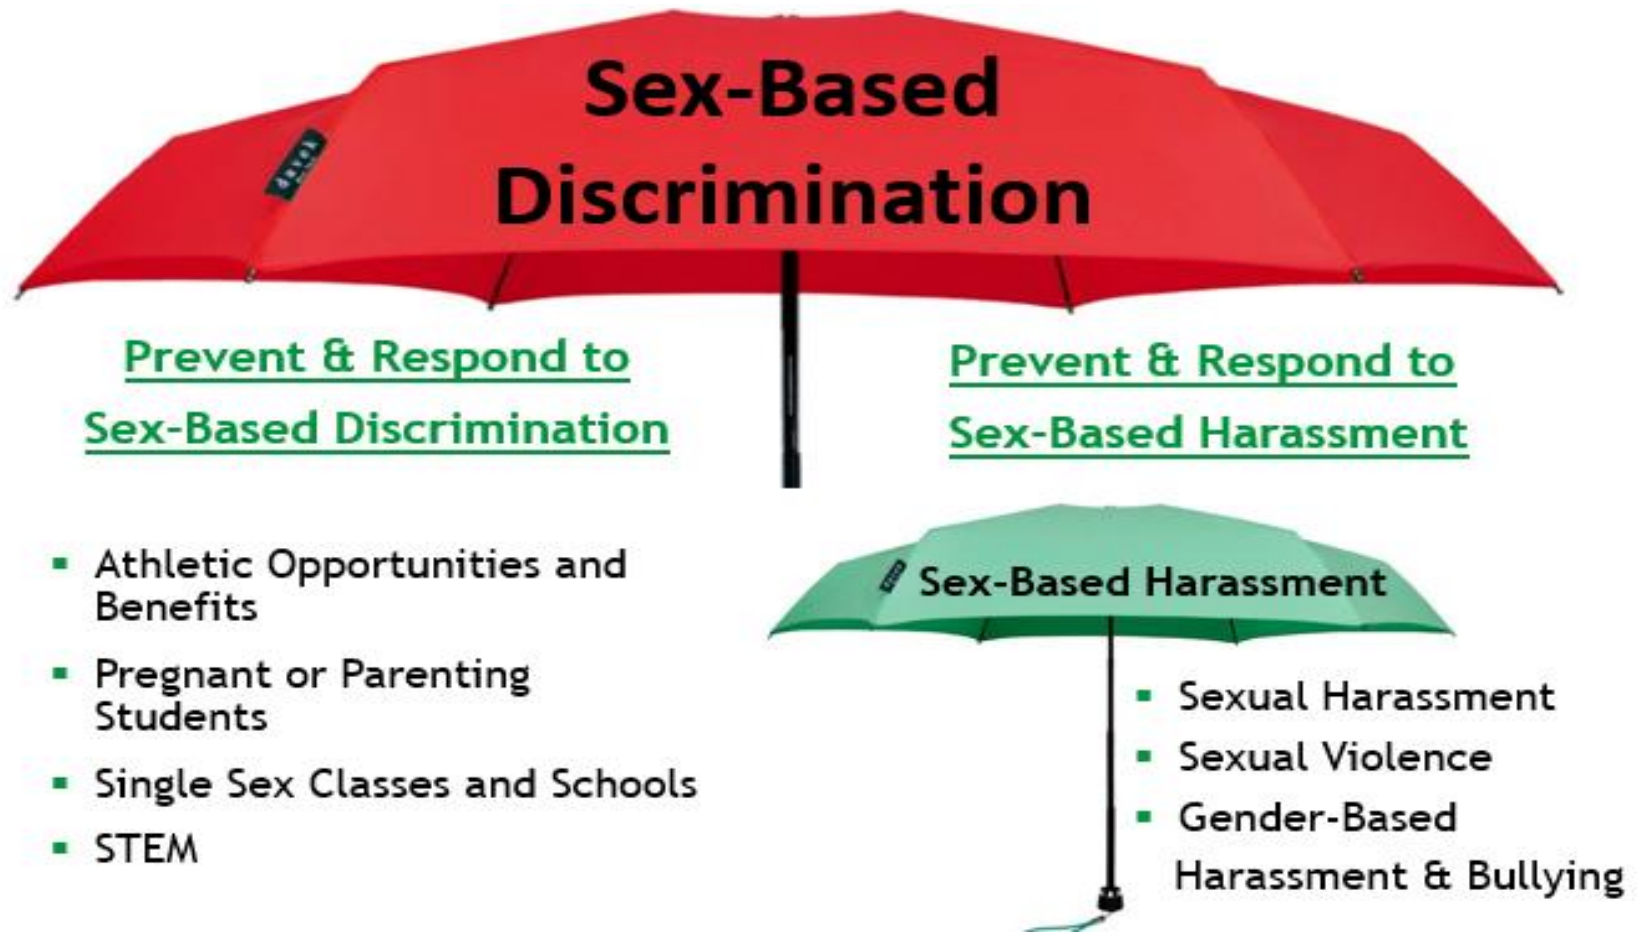 Sex-Based
Discrimination
Prevent & Respond to
Sex-Based Discrimination
▪ Athletic Opportunities and
Benefits
▪ Pregnant or Parenting
Students
▪ Single Sex Classes and Schools
▪ STEM
Prevent & Respond to
Sex-Based Harassment
Sex-Based Harassment
▪ Sexual Harassment
▪ Sexual Violence
▪ Gender-Based
Harassment & Bullying